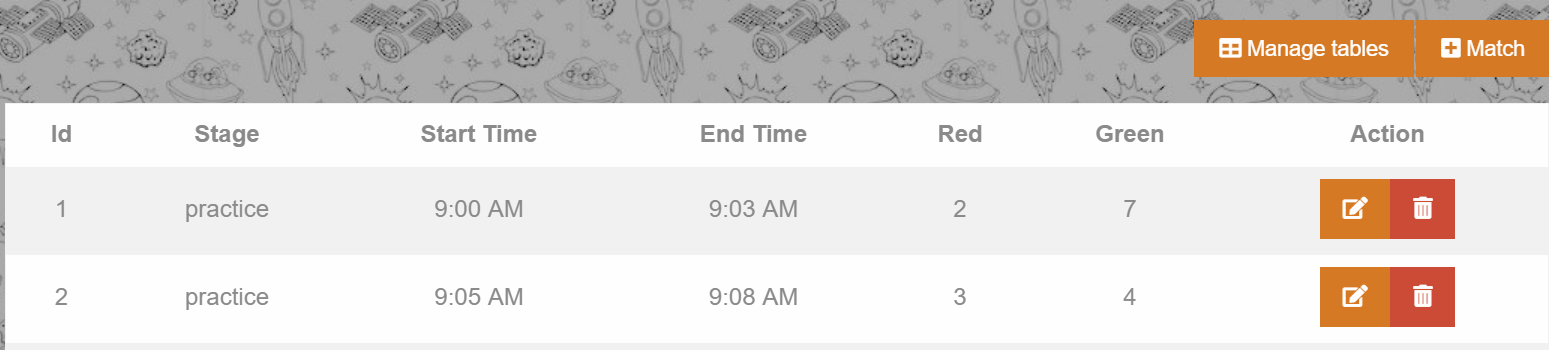 Manage tables Match
Id Stage Start Time End Time Red Green Action
1 practice 9:00 AM 9:03 AM 2 7
2 practice 9:05 AM 9:08 AM 3 4